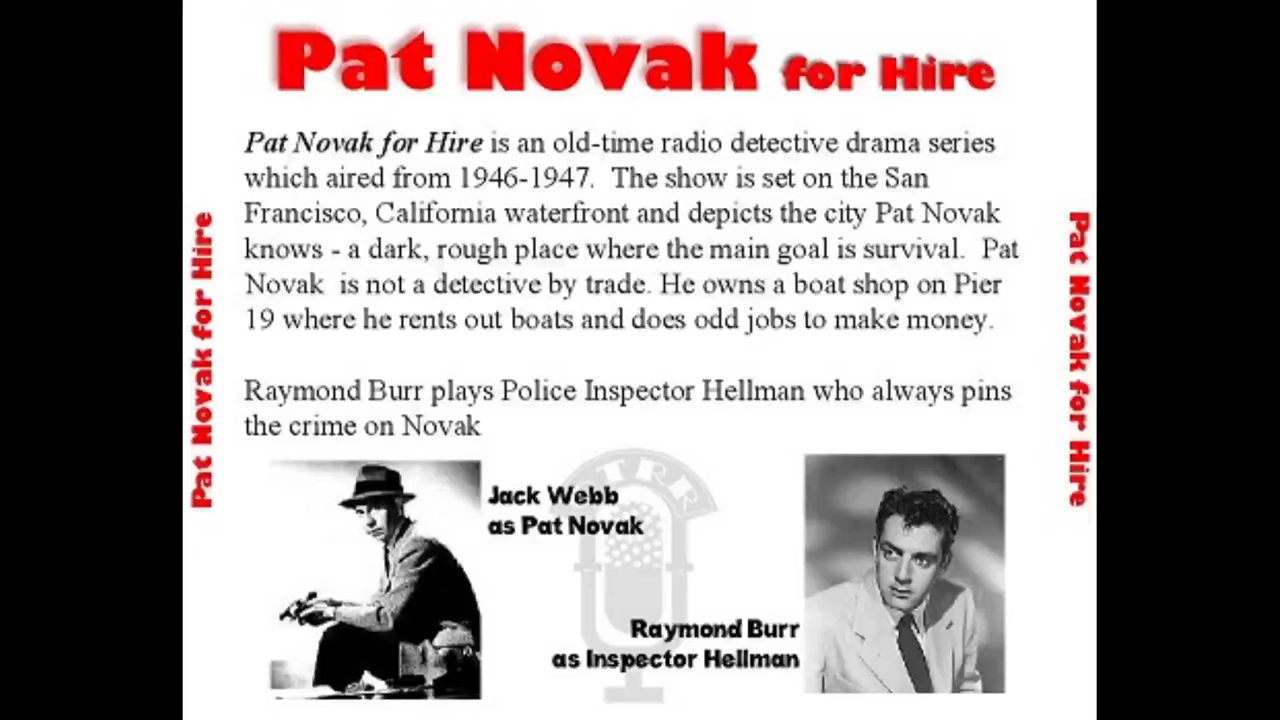 Pat Novak for Hire
Pat Novak for Hire is an old-time radio detective drama series
which aired from 1946-1947.  The show is set on the San
Francisco, California waterfront and depicts the city Pat Novak
knows - a dark, rough place where the main goal is survival.  Pat
Novak  is not a detective by trade. He owns a boat shop on Pier
19 where he rents out boats and does odd jobs to make money.
Raymond Burr plays Police Inspector Hellman who always pins
the crime on Novak
Pat Novak for Hire
Pat Novak for Hire
TRR
Jack Webb
as Pat Novak
Raymond Burr
as Inspector Hellman